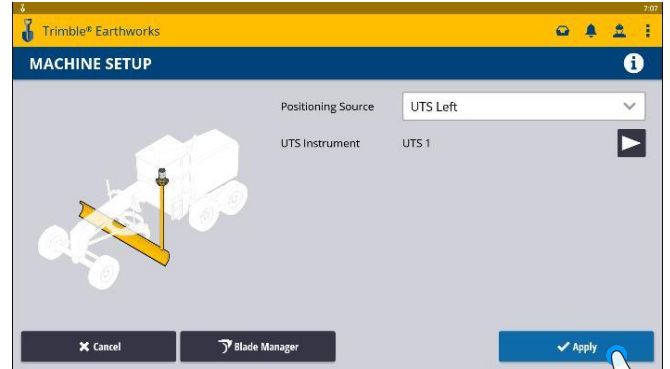 7:07
Trimble® Earthworks
MACHINE SETUP
Positioning Source UTS Left
UTS Instrument UTS 1
Cancel Blade Manager Apply